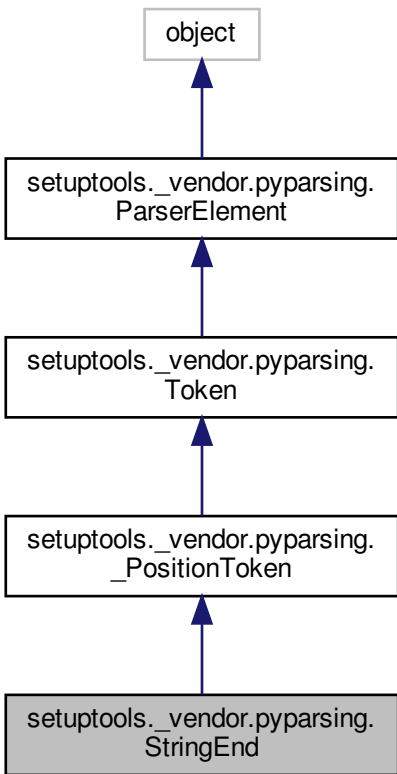 object
setuptools._vendor.pyparsing.
ParserElement
setuptools._vendor.pyparsing.
Token
setuptools._vendor.pyparsing.
_PositionToken
setuptools._vendor.pyparsing.
StringEnd